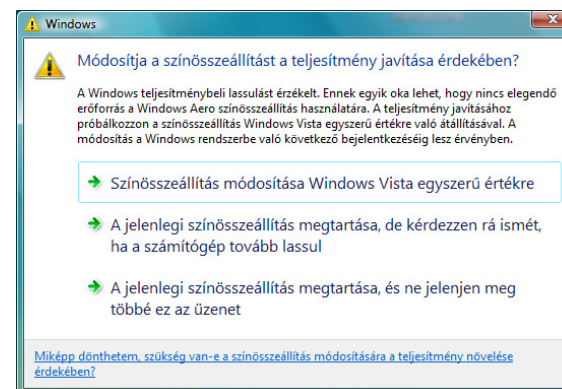 Windows
Módosítja a színösszeállítást a teljesítmény javítása érdekében?
A Windows teljesítménybeli lassulást érzékelt. Ennek egyik oka lehet, hogy nincs elegendő
erőforrás a Windows Aero színösszeállítás használatára. A teljesítmény javításához
próbálkozzon a színösszeállítás Windows Vista egyszerű értékre való átállításával. A
módosítás a Windows rendszerbe való következő bejelentkezéséig lesz érvényben.
Színösszeállítás módosítása Windows Vista egyszerű értékre
A jelenlegi színösszeállítás megtartása, de kérdezzen rá ismét,
ha a számítógép tovább lassul
A jelenlegi színösszeállítás megtartása, és ne jelenjen meg
többé ez az üzenet
Miképp dönthetem, szükség van-e a színösszeállítás módosítására a teljesítmény növelése
érdekében?